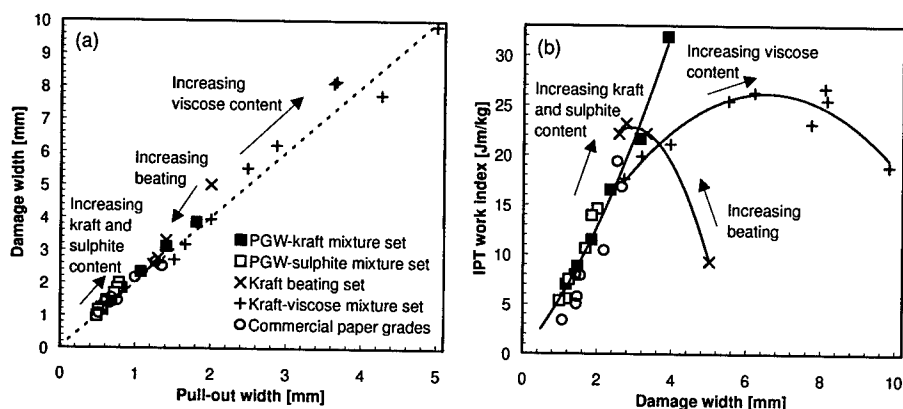 (a)
10
9
8
7
6
5
4
3
2
1
0
Damage width [mm]
Increasing
viscose content
Increasing
beating
Increasing
kraft and
sulphite
content
PGW-kraft mixture set
PGW-sulphite mixture set
Kraft beating set
Kraft-viscose mixture set
Commercial paper grades
0 1 2 3 4 5
Pull-out width [mm]
(b)
30
25
20
15
10
5
0
IPT work index [Jm/kg]
Increasing viscose
content
Increasing kraft
and sulphite
content
Increasing
beating
0 2 4 6 8 10
Damage width [mm]